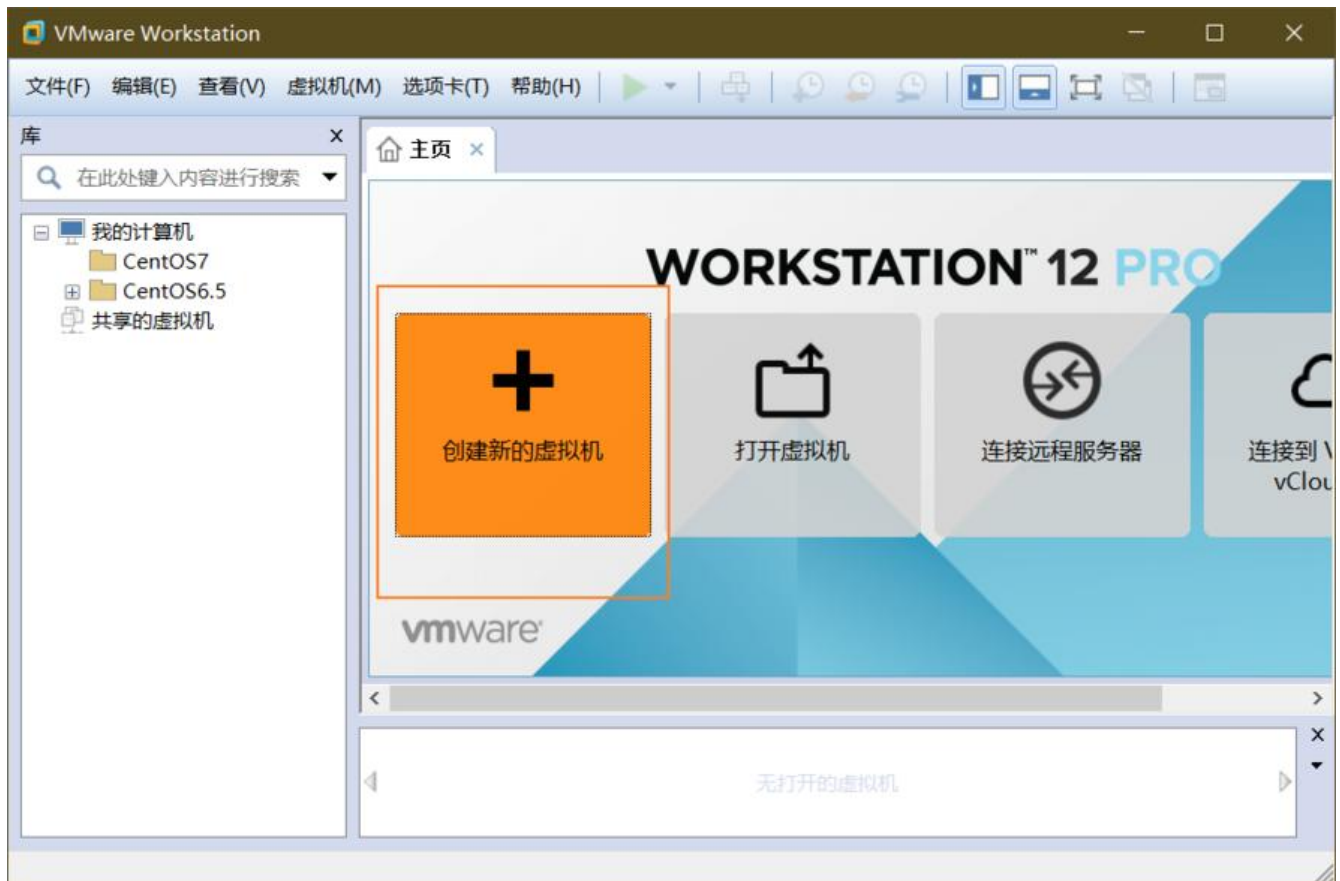 VMware Workstation
文件(F) 编辑(E) 查看(V) 虚拟机(M) 选项卡(T) 帮助(H)
库
在此处键入内容进行搜索
我的计算机
CentOS7
CentOS6.5
共享的虚拟机
主页
WORKSTATION™ 12 PRO
创建新的虚拟机
打开虚拟机
连接远程服务器
连接到
vClou
vmware
无打开的虚拟机